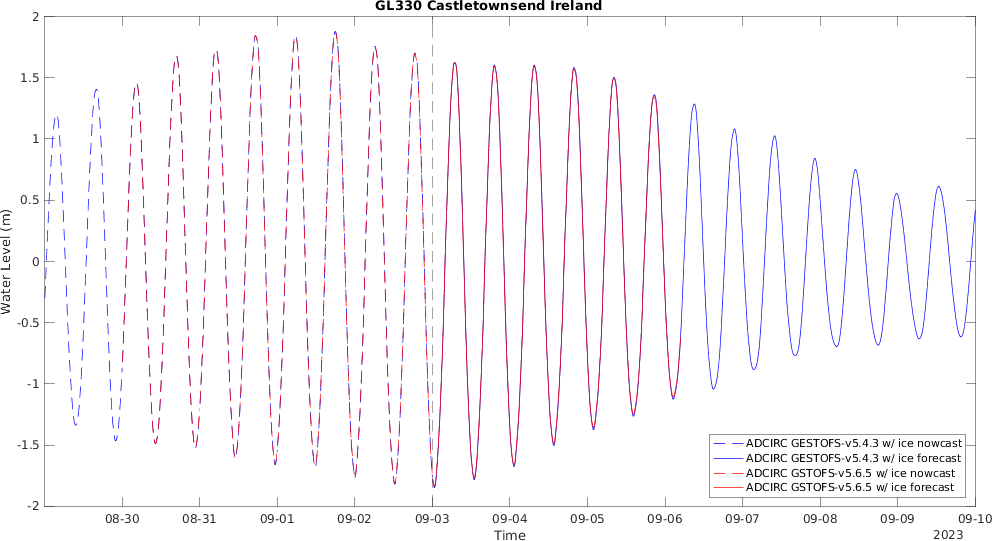 GL330 Castletownsend Ireland
2
1.5
1
0.5
0
-0.5
-1
-1.5
-2
Water Level (m)
08-30 08-31 09-01 09-02 09-03 09-04 09-05 09-06 09-07 09-08 09-09 09-10
Time
2023
ADCIRC GESTOFS-v5.4.3 w/ ice nowcast
ADCIRC GESTOFS-v5.4.3 w/ ice forecast
ADCIRC GSTOFS-v5.6.5 w/ ice nowcast
ADCIRC GSTOFS-v5.6.5 w/ ice forecast